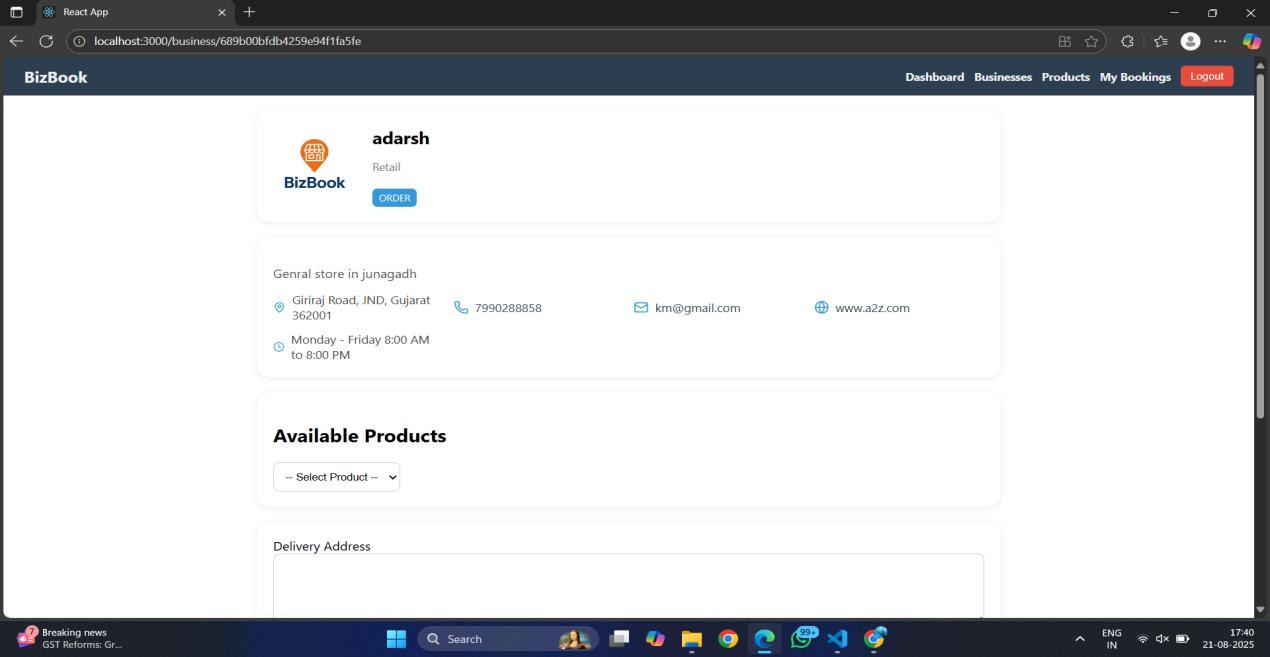 React App
localhost:3000/business/689b00bfdb4259e94f1fa5fe
BizBook
Dashboard Businesses Products My Bookings Logout
BizBook
adarsh
Retail
ORDER
Genral store in junagadh
Giriraj Road, JND, Gujarat
362001
7990288858
km@gmail.com
www.a2z.com
Monday - Friday 8:00 AM
to 8:00 PM
Available Products
-- Select Product --
Delivery Address
7
Breaking news
GST Reforms: Gr...
Search
99+
ENG
IN
17:40
21-08-2025